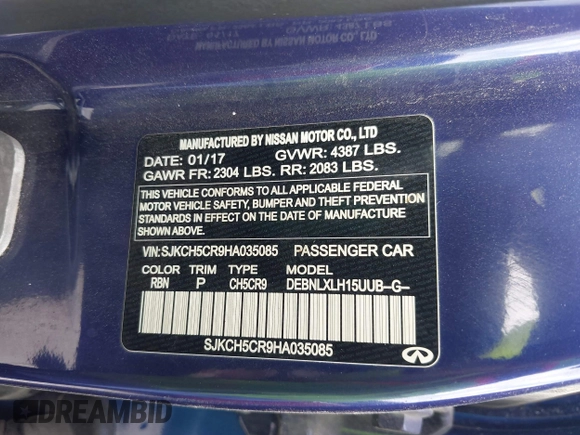 MANUFACTURED BY NISSAN MOTOR CO., LTD
DATE: 01/17 GVWR: 4387 LBS.
GAWR FR: 2304 LBS. RR: 2083 LBS.
THIS VEHICLE CONFORMS TO ALL APPLICABLE FEDERAL
MOTOR VEHICLE SAFETY, BUMPER AND THEFT PREVENTION
STANDARDS IN EFFECT ON THE DATE OF MANUFACTURE
SHOWN ABOVE.
VIN: SJKCH5CR9HA035085 PASSENGER CAR
COLOR TRIM TYPE
RBN P CH5CR9 DEBNLXLH15UUB-G-
SJKCH5CR9HA035085
DREAMBID